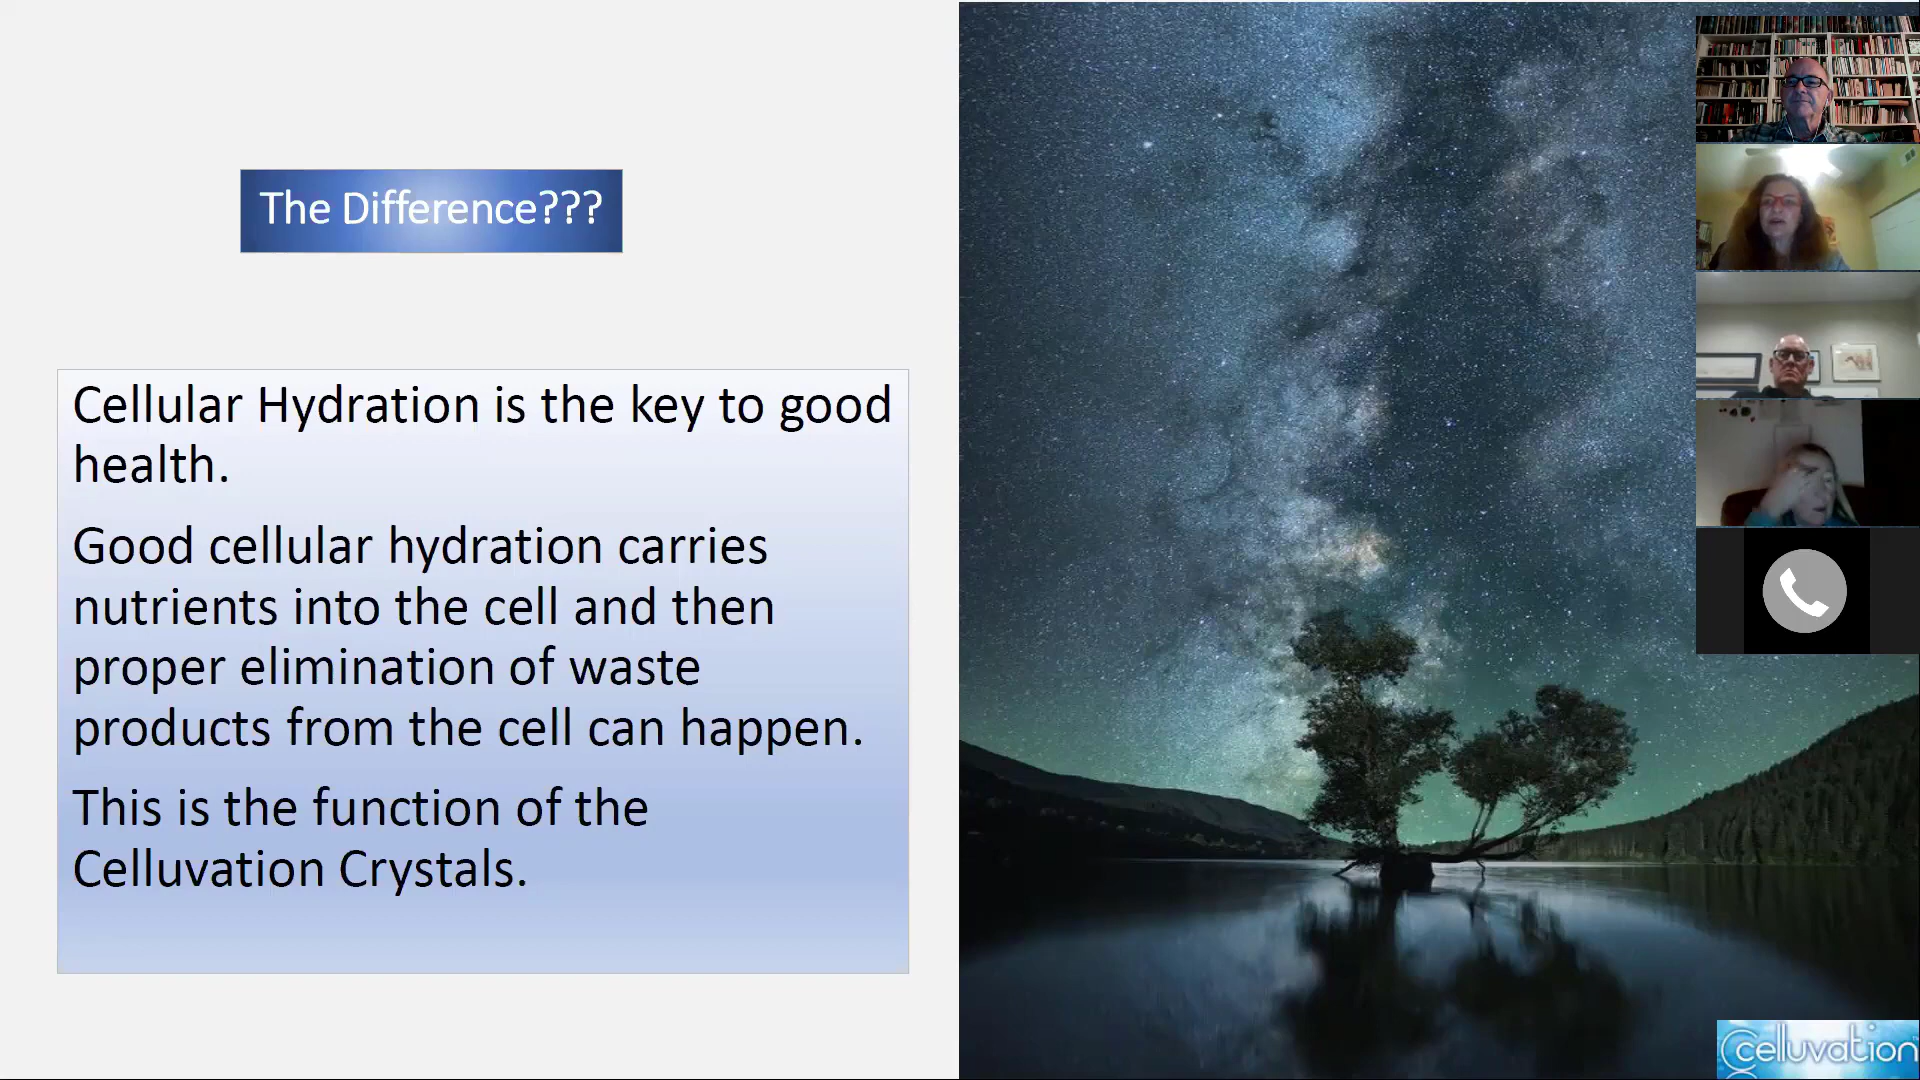 The Difference???
Cellular Hydration is the key to good
health.
Good cellular hydration carries
nutrients into the cell and then
proper elimination of waste
products from the cell can happen.
This is the function of the
Celluvation Crystals.
Celluvation